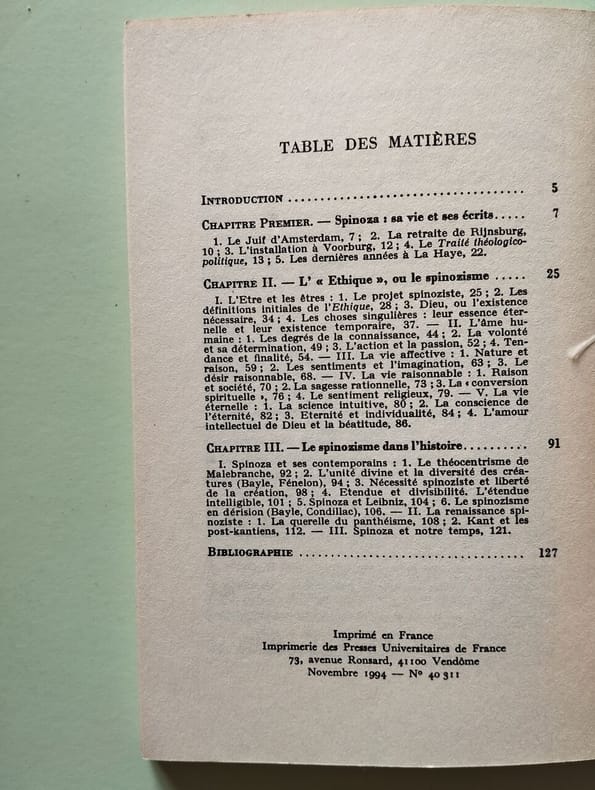 TABLE DES MATIÈRES
INTRODUCTION .................................. 5
CHAPITRE PREMIER. — Spinoza : sa vie et ses écrits..... 7
1. Le Juif d'Amsterdam, 7 ; 2. La retraite de Rijnsburg,
10 ; 3. L'installation à Voorburg, 12 ; 4. Le Traité théologico-
politique, 13 ; 5. Les dernières années à La Haye, 22.
CHAPITRE II. — L' « Ethique », ou le spinozisme ..... 25
I. L'Etre et les êtres : 1. Le projet spinoziste, 25 ; 2. Les
définitions initiales de l'Ethique, 28 ; 3. Dieu, ou l'existence
nécessaire, 34 ; 4. Les choses singulières : leur essence éter-
nelle et leur existence temporaire, 37. — II. L'âme hu-
maine : 1. Les degrés de la connaissance, 44 ; 2. La volonté
et sa détermination, 49 ; 3. L'action et la passion, 52 ; 4. Ten-
dance et finalité, 54. — III. La vie affective : 1. Nature et
raison, 59 ; 2. Les sentiments et l'imagination, 63 ; 3. Le
désir raisonnable, 68. — IV. La vie raisonnable : 1. Raison
et société, 70 ; 2. La sagesse rationnelle, 73 ; 3. La « conversion
spirituelle », 76 ; 4. Le sentiment religieux, 79. — V. La vie
éternelle : 1. La science intuitive, 80 ; 2. La conscience de
l'éternité, 82 ; 3. Eternité et individualité, 84 ; 4. L'amour
intellectuel de Dieu et la béatitude, 86.
CHAPITRE III. — Le spinozisme dans l'histoire.......... 91
I. Spinoza et ses contemporains : 1. Le théocentrisme de
Malebranche, 92 ; 2. L'unité divine et la diversité des créa-
tures (Bayle, Fénelon), 94 ; 3. Nécessité spinoziste et liberté
de la création, 98 ; 4. Etendue et divisibilité. L'étendue
intelligible, 101 ; 5. Spinoza et Leibniz, 104 ; 6. Le spinozisme
en dérision (Bayle, Condillac), 106. — II. La renaissance spi-
noziste : 1. La querelle du panthéisme, 108 ; 2. Kant et les
post-kantiens, 112. — III. Spinoza et notre temps, 121.
BIBLIOGRAPHIE .................................. 127
Imprimé en France
Imprimerie des Presses Universitaires de France
73, avenue Ronsard, 41100 Vendôme
Novembre 1994 — N° 40 311